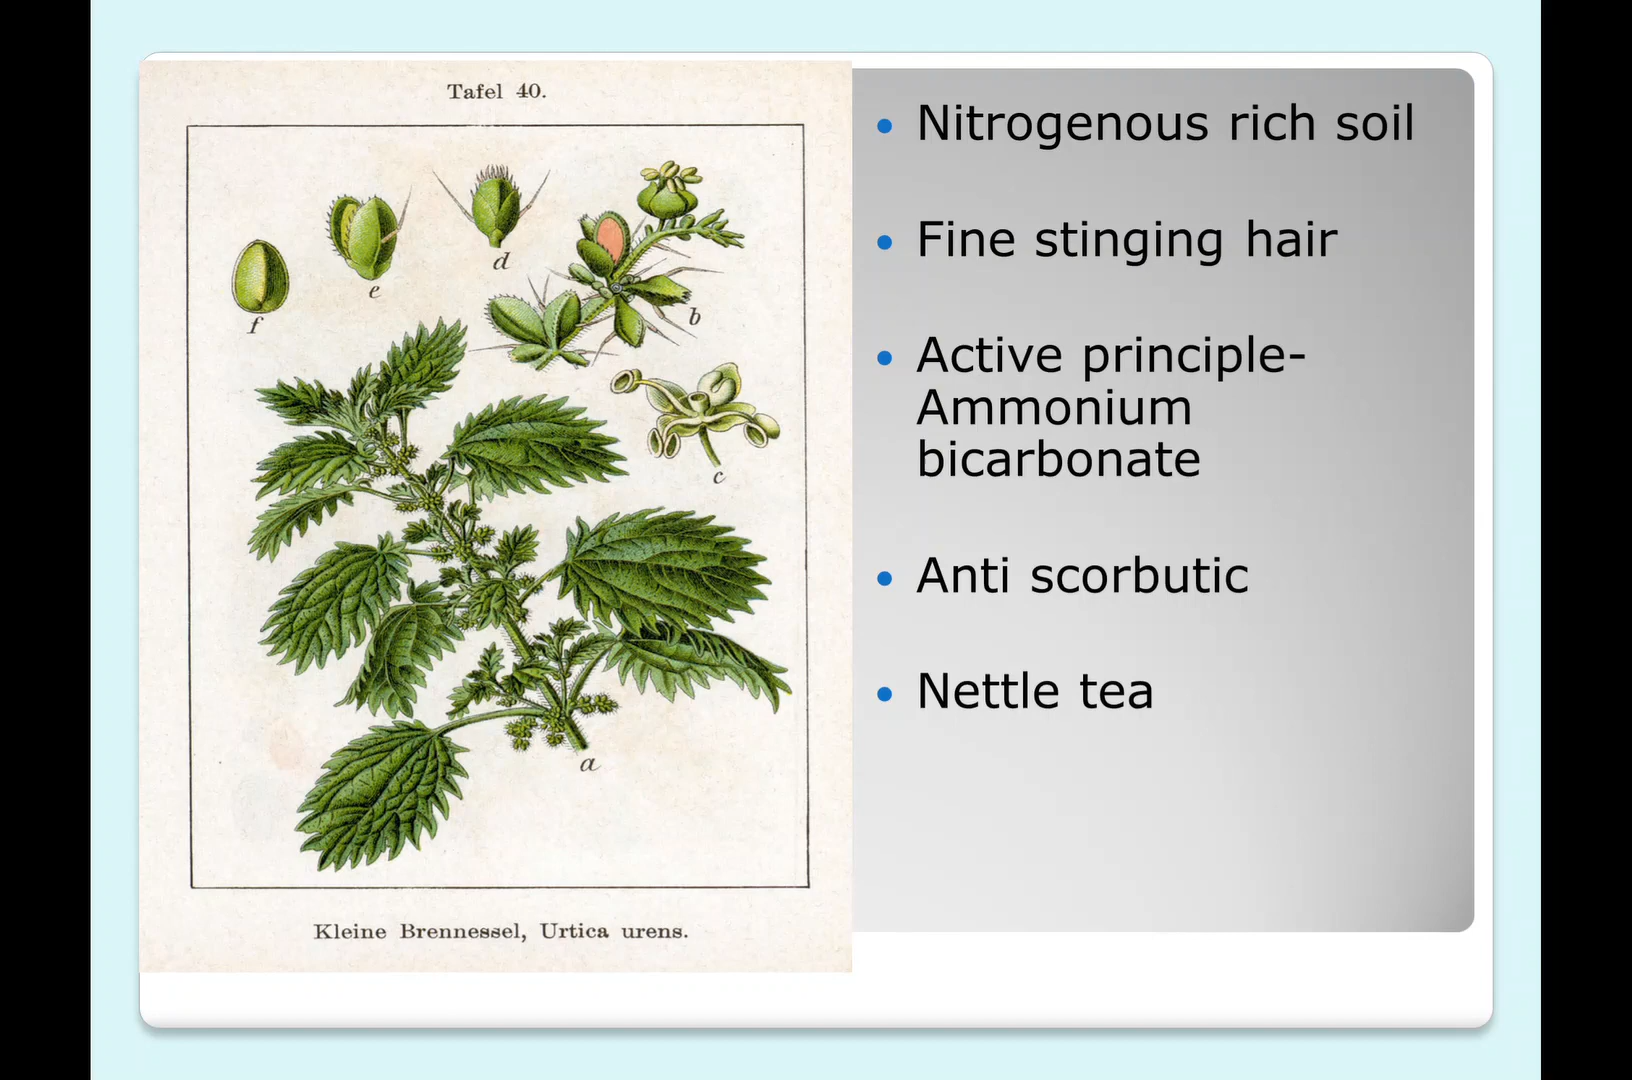 Tafel 40.
f
e
d
b
c
a
Kleine Brennessel, Urtica urens.
• Nitrogenous rich soil
• Fine stinging hair
• Active principle-
Ammonium
bicarbonate
• Anti scorbutic
• Nettle tea